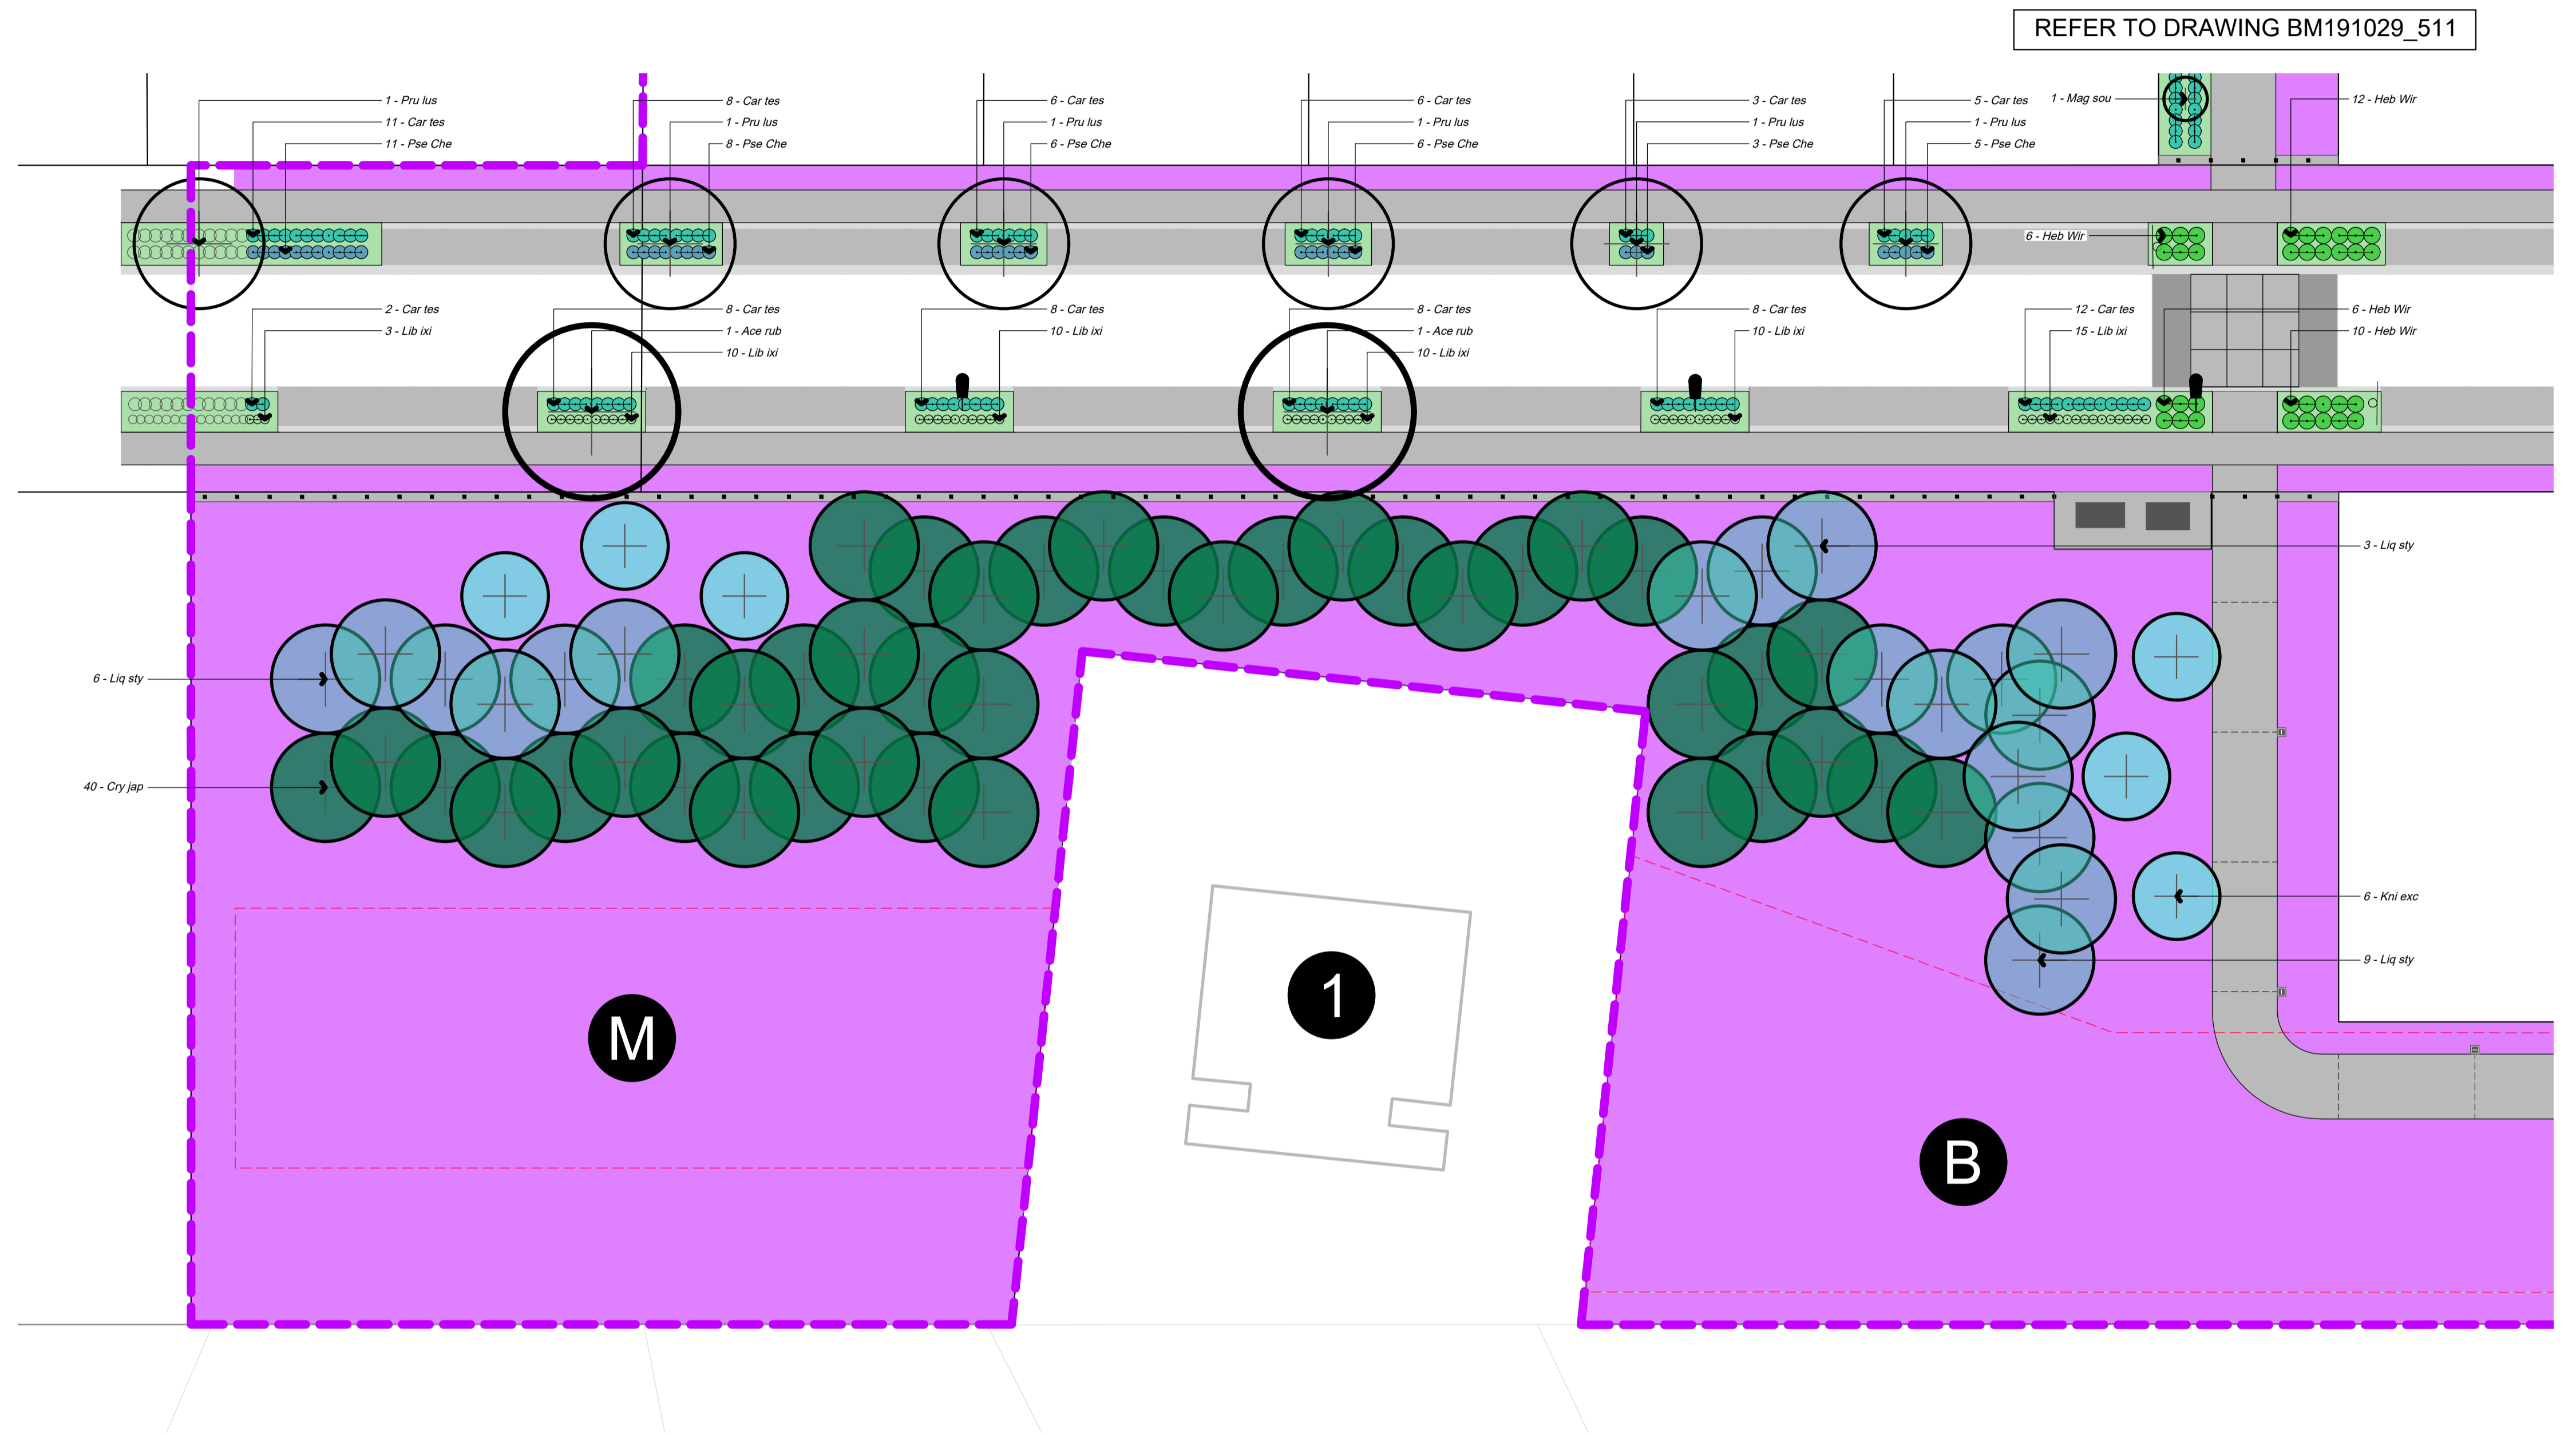 REFER TO DRAWING BM191029_511
1 - Pru lus
11 - Car tes
11 - Pse Che
8 - Car tes
1 - Pru lus
8 - Pse Che
6 - Car tes
1 - Pru lus
6 - Pse Che
6 - Car tes
1 - Pru lus
6 - Pse Che
3 - Car tes
1 - Pru lus
3 - Pse Che
5 - Car tes
1 - Pru lus
5 - Pse Che
1 - Mag sou
12 - Heb Wir
6 - Heb Wir
2 - Car tes
3 - Lib ixi
8 - Car tes
1 - Ace rub
10 - Lib ixi
8 - Car tes
10 - Lib ixi
8 - Car tes
1 - Ace rub
10 - Lib ixi
8 - Car tes
10 - Lib ixi
12 - Car tes
15 - Lib ixi
6 - Heb Wir
10 - Heb Wir
3 - Liq sty
6 - Liq sty
40 - Cry jap
6 - Kni exc
9 - Liq sty
1
M
B